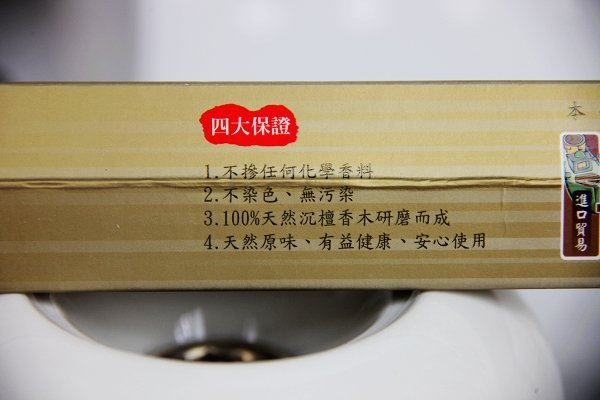 四大保證
1.不摻任何化學香料
2.不染色、無污染
3.100%天然沉檀香木研磨而成
4.天然原味、有益健康、安心使用
本
進口貿易